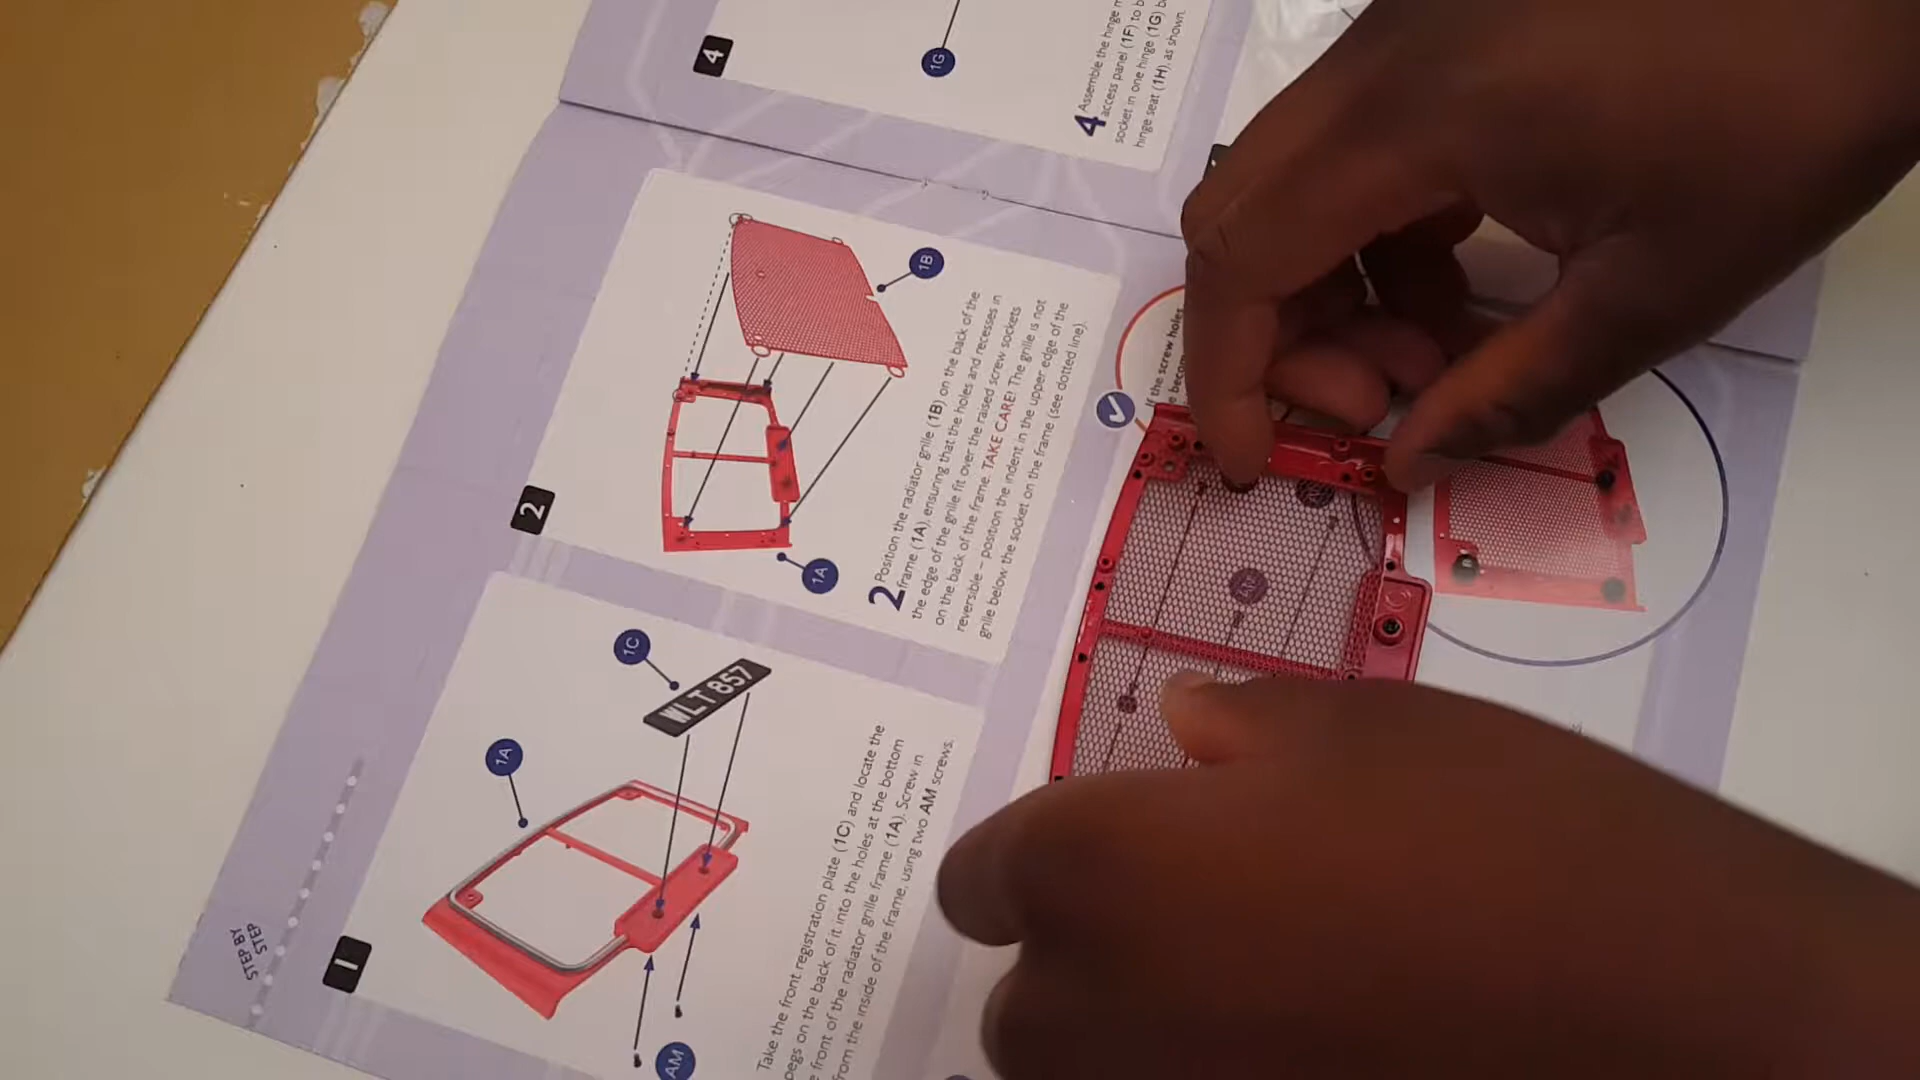 STEP BY
STEP
1
1A
1C
WLT 857
AM
Take the front registration plate (1C) and locate the
pegs on the back of it into the holes at the bottom
front of the radiator grille frame (1A). Screw in
from the inside of the frame, using two AM screws.
2
1B
1A
2 Position the radiator grille (1B) on the back of the
frame (1A), ensuring that the holes and recesses in
the edge of the grille fit over the raised screw sockets
on the back of the frame. TAKE CARE! The grille is not
reversible – position the indent in the upper edge of the
grille below the socket on the frame (see dotted line).
4
1G
4 Assemble the hinge
access panel (1F) to
socket in one hinge (1G)
hinge seat (1H), as shown.
If the screw holes
AM